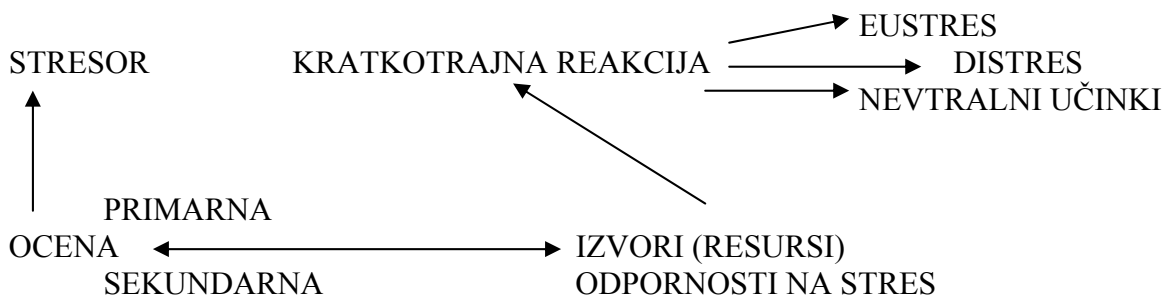 EUSTRES
STRESOR KRATKOTRAJNA REAKCIJA DISTRES
NEVTRALNI UČINKI
PRIMARNA
OCENA IZVORI (RESURSI)
SEKUNDARNA ODPORNOSTI NA STRES